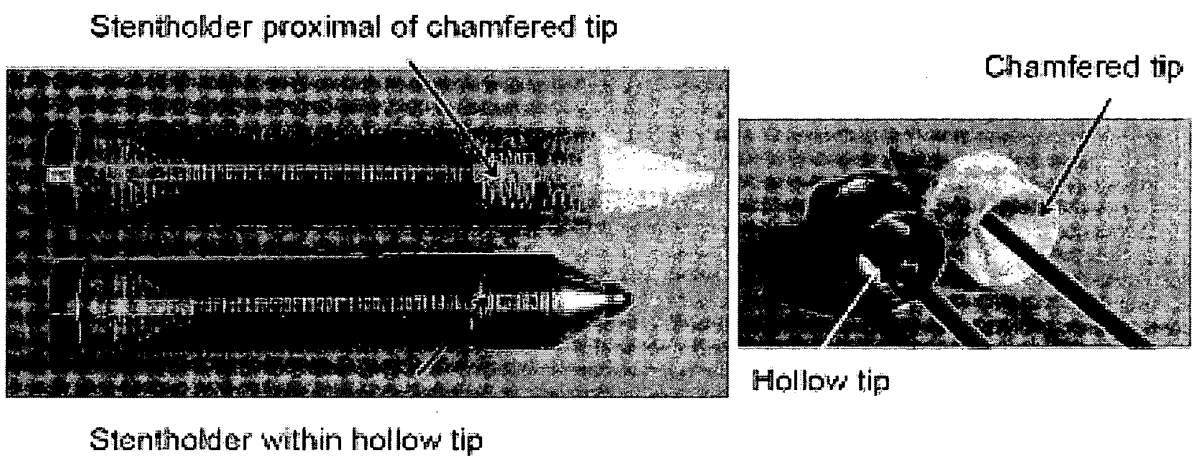 Stentholder proximal of chamfered tip
Chamfered tip
Hollow tip
Stentholder within hollow tip